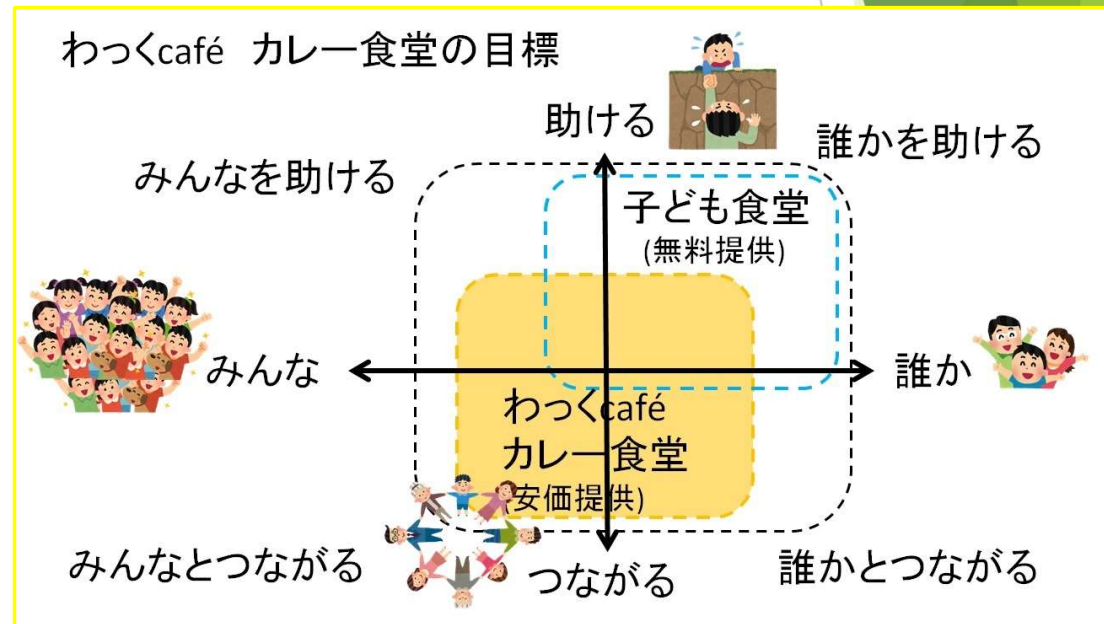 わっくcafé カレー食堂の目標
助ける
誰かを助ける
みんなを助ける
子ども食堂
(無料提供)
みんな
誰か
わっくcafé
カレー食堂
(安価提供)
みんなとつながる
つながる
誰かとつながる